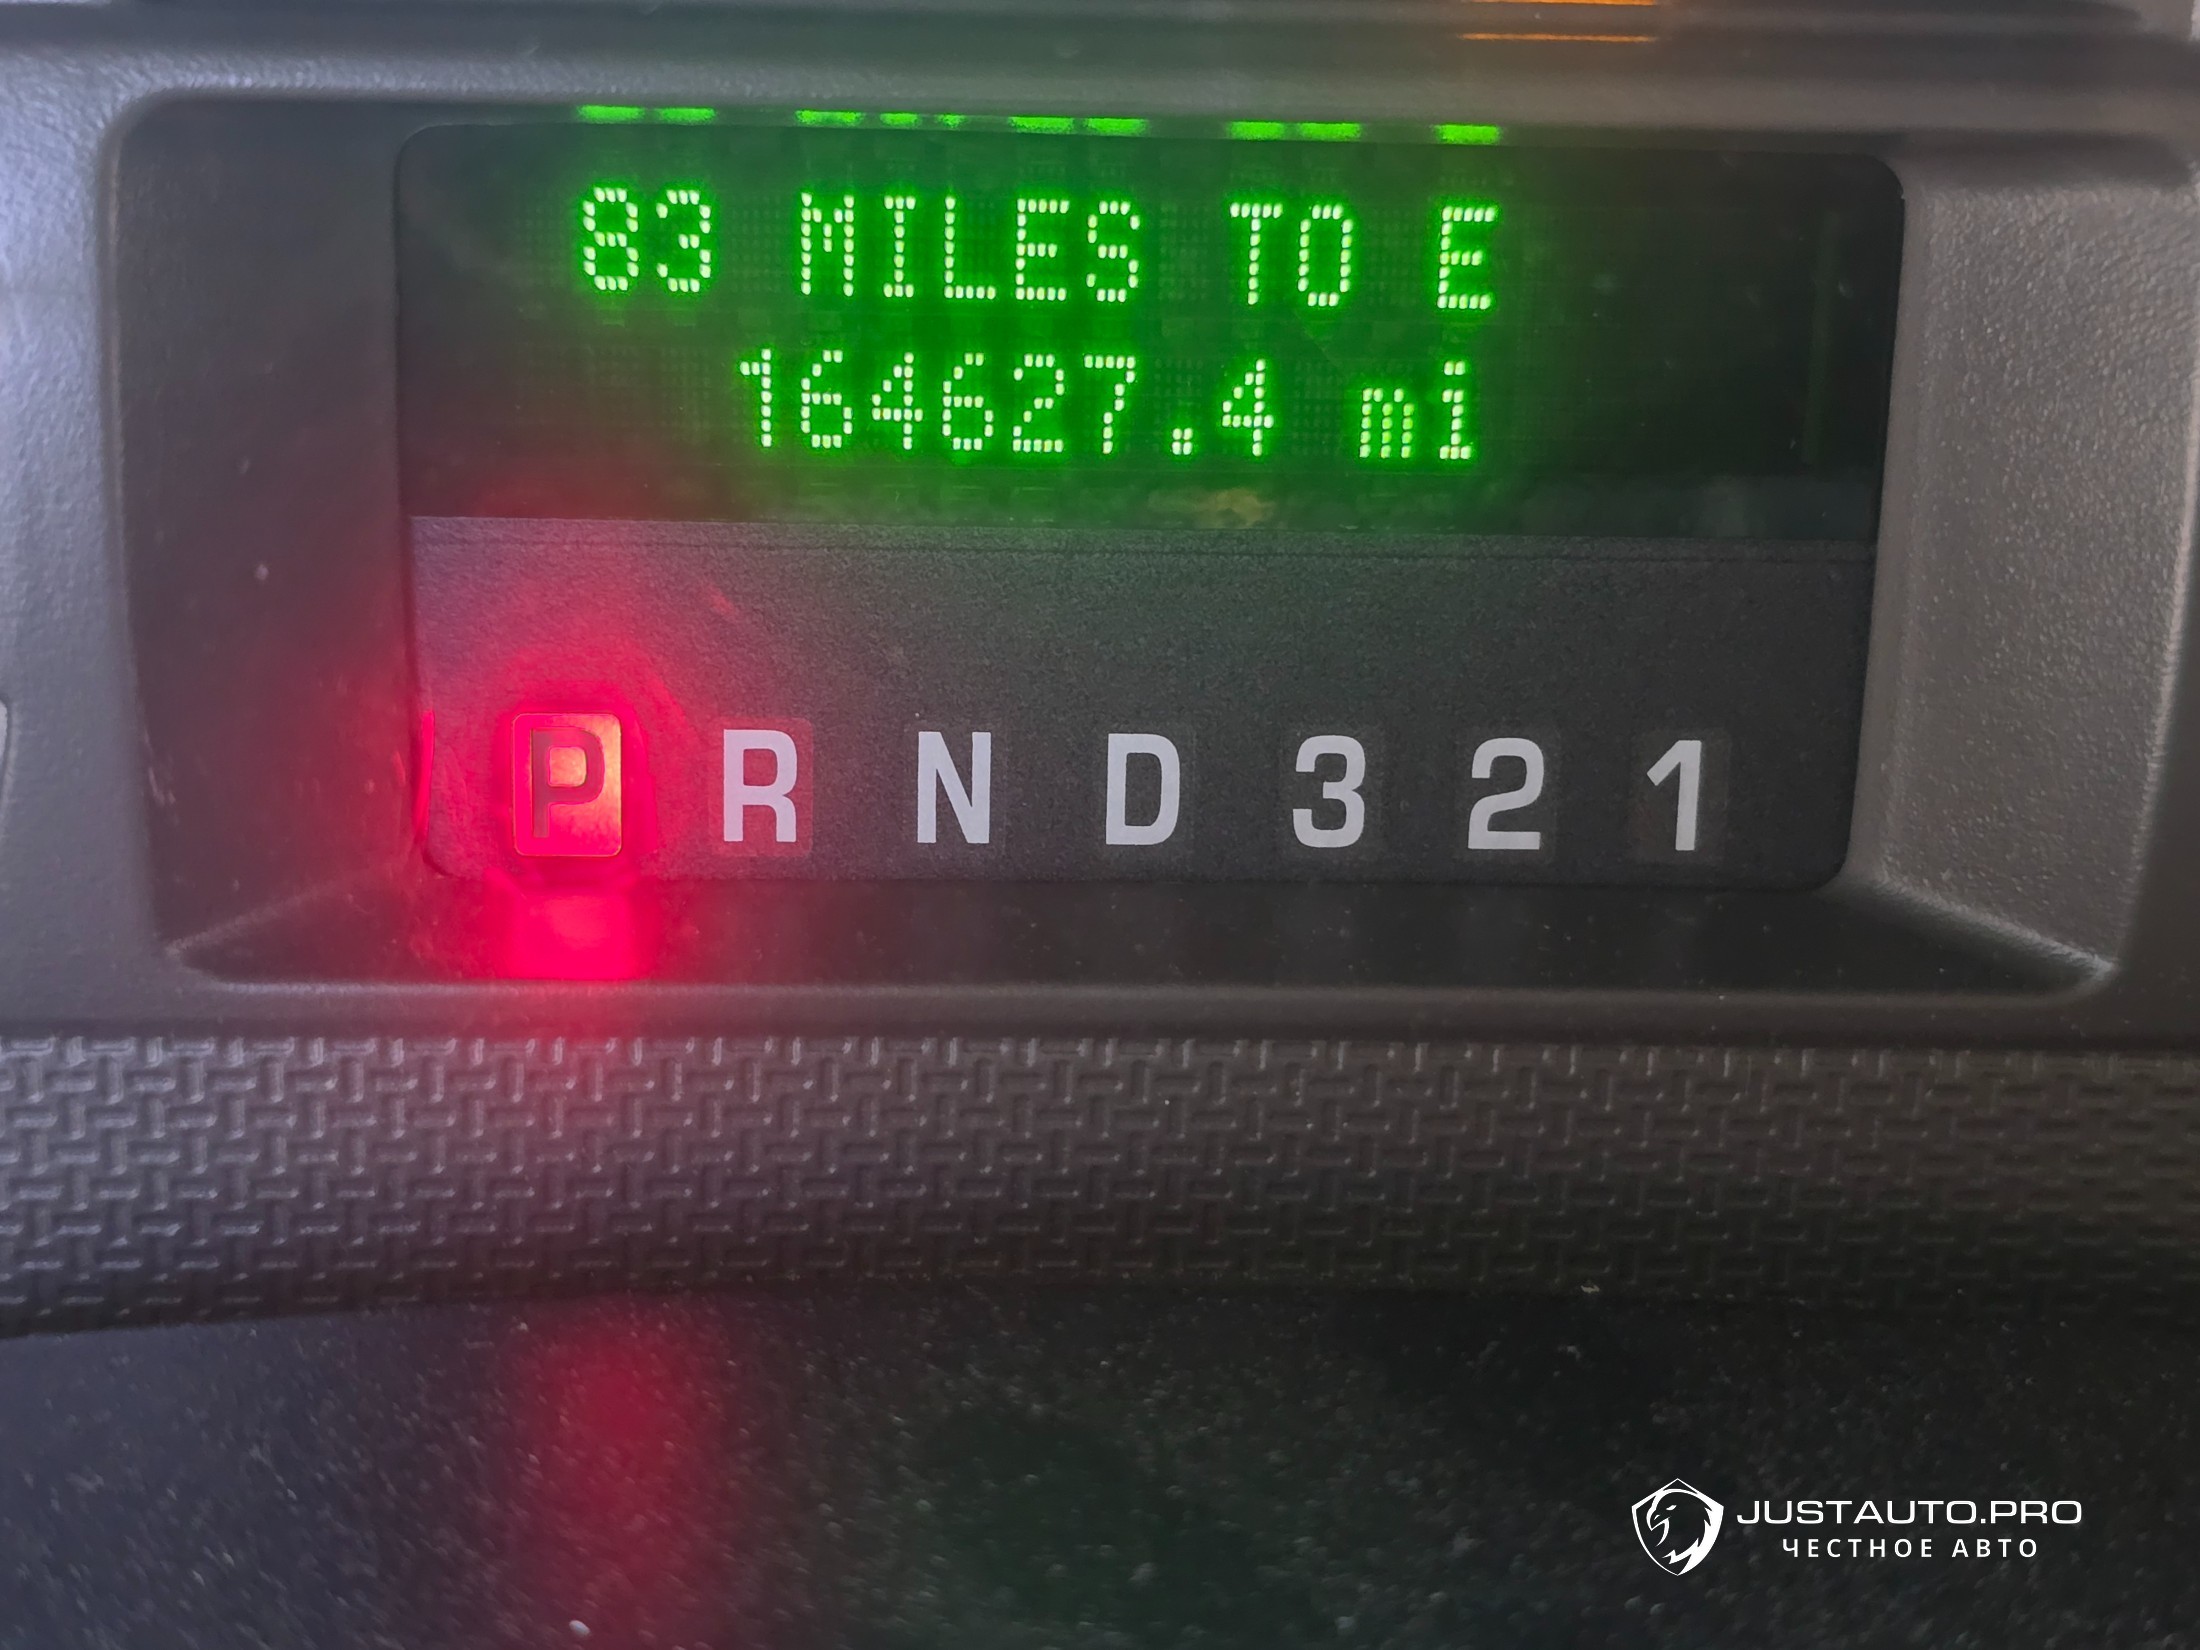 83 MILES TO E
164627.4 mi
P R N D 3 2 1
JUSTAUTO.PRO
ЧЕСТНОЕ АВТО